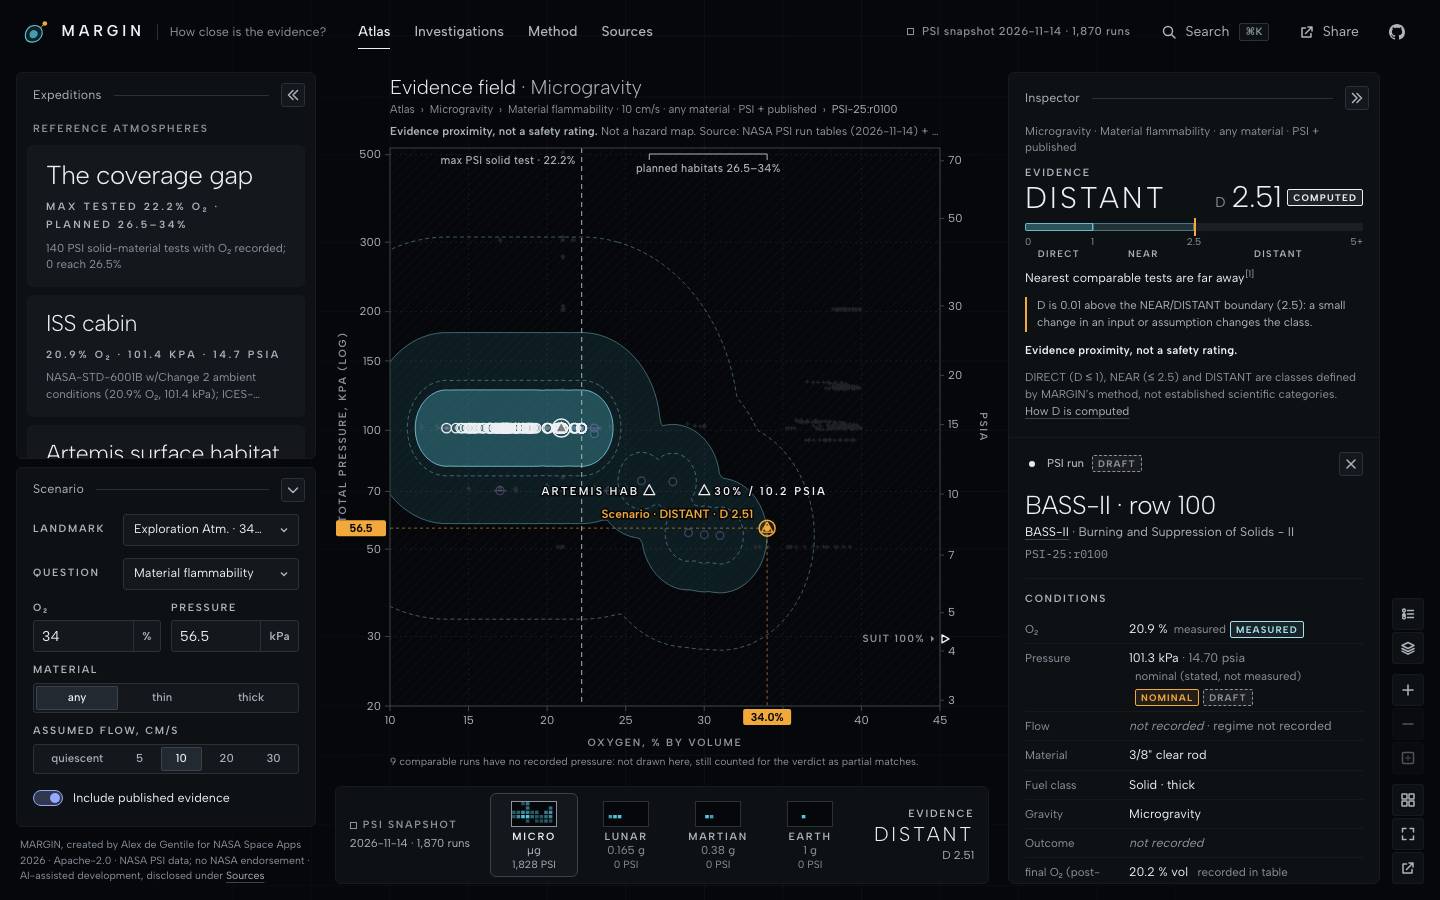 MARGIN
How close is the evidence?
Atlas
Investigations
Method
Sources
PSI snapshot 2026-11-14 · 1,870 runs
Search ⌘K
Share
Expeditions
REFERENCE ATMOSPHERES
The coverage gap
MAX TESTED 22.2% O₂ ·
PLANNED 26.5–34%
140 PSI solid-material tests with O₂ recorded;
0 reach 26.5%
ISS cabin
20.9% O₂ · 101.4 KPA · 14.7 PSIA
NASA-STD-6001B w/Change 2 ambient
conditions (20.9% O₂, 101.4 kPa); ICES-…
Artemis surface habitat
Scenario
LANDMARK
Exploration Atm. · 34…
QUESTION
Material flammability
O₂
PRESSURE
34 %
56.5 kPa
MATERIAL
any thin thick
ASSUMED FLOW, CM/S
quiescent 5 10 20 30
Include published evidence
MARGIN, created by Alex de Gentile for NASA Space Apps
2026 · Apache-2.0 · NASA PSI data; no NASA endorsement ·
AI-assisted development, disclosed under Sources
Evidence field · Microgravity
Atlas › Microgravity › Material flammability · 10 cm/s · any material · PSI + published › PSI-25:r0100
Evidence proximity, not a safety rating. Not a hazard map. Source: NASA PSI run tables (2026-11-14) + …
max PSI solid test · 22.2%
planned habitats 26.5–34%
TOTAL PRESSURE, KPA (LOG)
500
300
200
150
100
70
56.5
50
30
20
PSIA
70
50
30
20
15
10
7
5
4
3
ARTEMIS HAB
30% / 10.2 PSIA
Scenario · DISTANT · D 2.51
SUIT 100%
10 15 20 25 30 34.0% 40 45
OXYGEN, % BY VOLUME
9 comparable runs have no recorded pressure: not drawn here, still counted for the verdict as partial matches.
PSI SNAPSHOT
2026-11-14 · 1,870 runs
MICRO
µg
1,828 PSI
LUNAR
0.165 g
0 PSI
MARTIAN
0.38 g
0 PSI
EARTH
1 g
0 PSI
EVIDENCE
DISTANT
D 2.51
Inspector
Microgravity · Material flammability · any material · PSI +
published
EVIDENCE
DISTANT
D 2.51 COMPUTED
0 1 2.5 5+
DIRECT NEAR DISTANT
Nearest comparable tests are far away[1]
D is 0.01 above the NEAR/DISTANT boundary (2.5): a small
change in an input or assumption changes the class.
Evidence proximity, not a safety rating.
DIRECT (D ≤ 1), NEAR (≤ 2.5) and DISTANT are classes defined
by MARGIN's method, not established scientific categories.
How D is computed
PSI run DRAFT
BASS-II · row 100
BASS-II · Burning and Suppression of Solids - II
PSI-25:r0100
CONDITIONS
O₂ 20.9 % measured MEASURED
Pressure 101.3 kPa · 14.70 psia
nominal (stated, not measured)
NOMINAL DRAFT
Flow not recorded · regime not recorded
Material 3/8" clear rod
Fuel class Solid · thick
Gravity Microgravity
Outcome not recorded
final O₂ (post- 20.2 % vol recorded in table